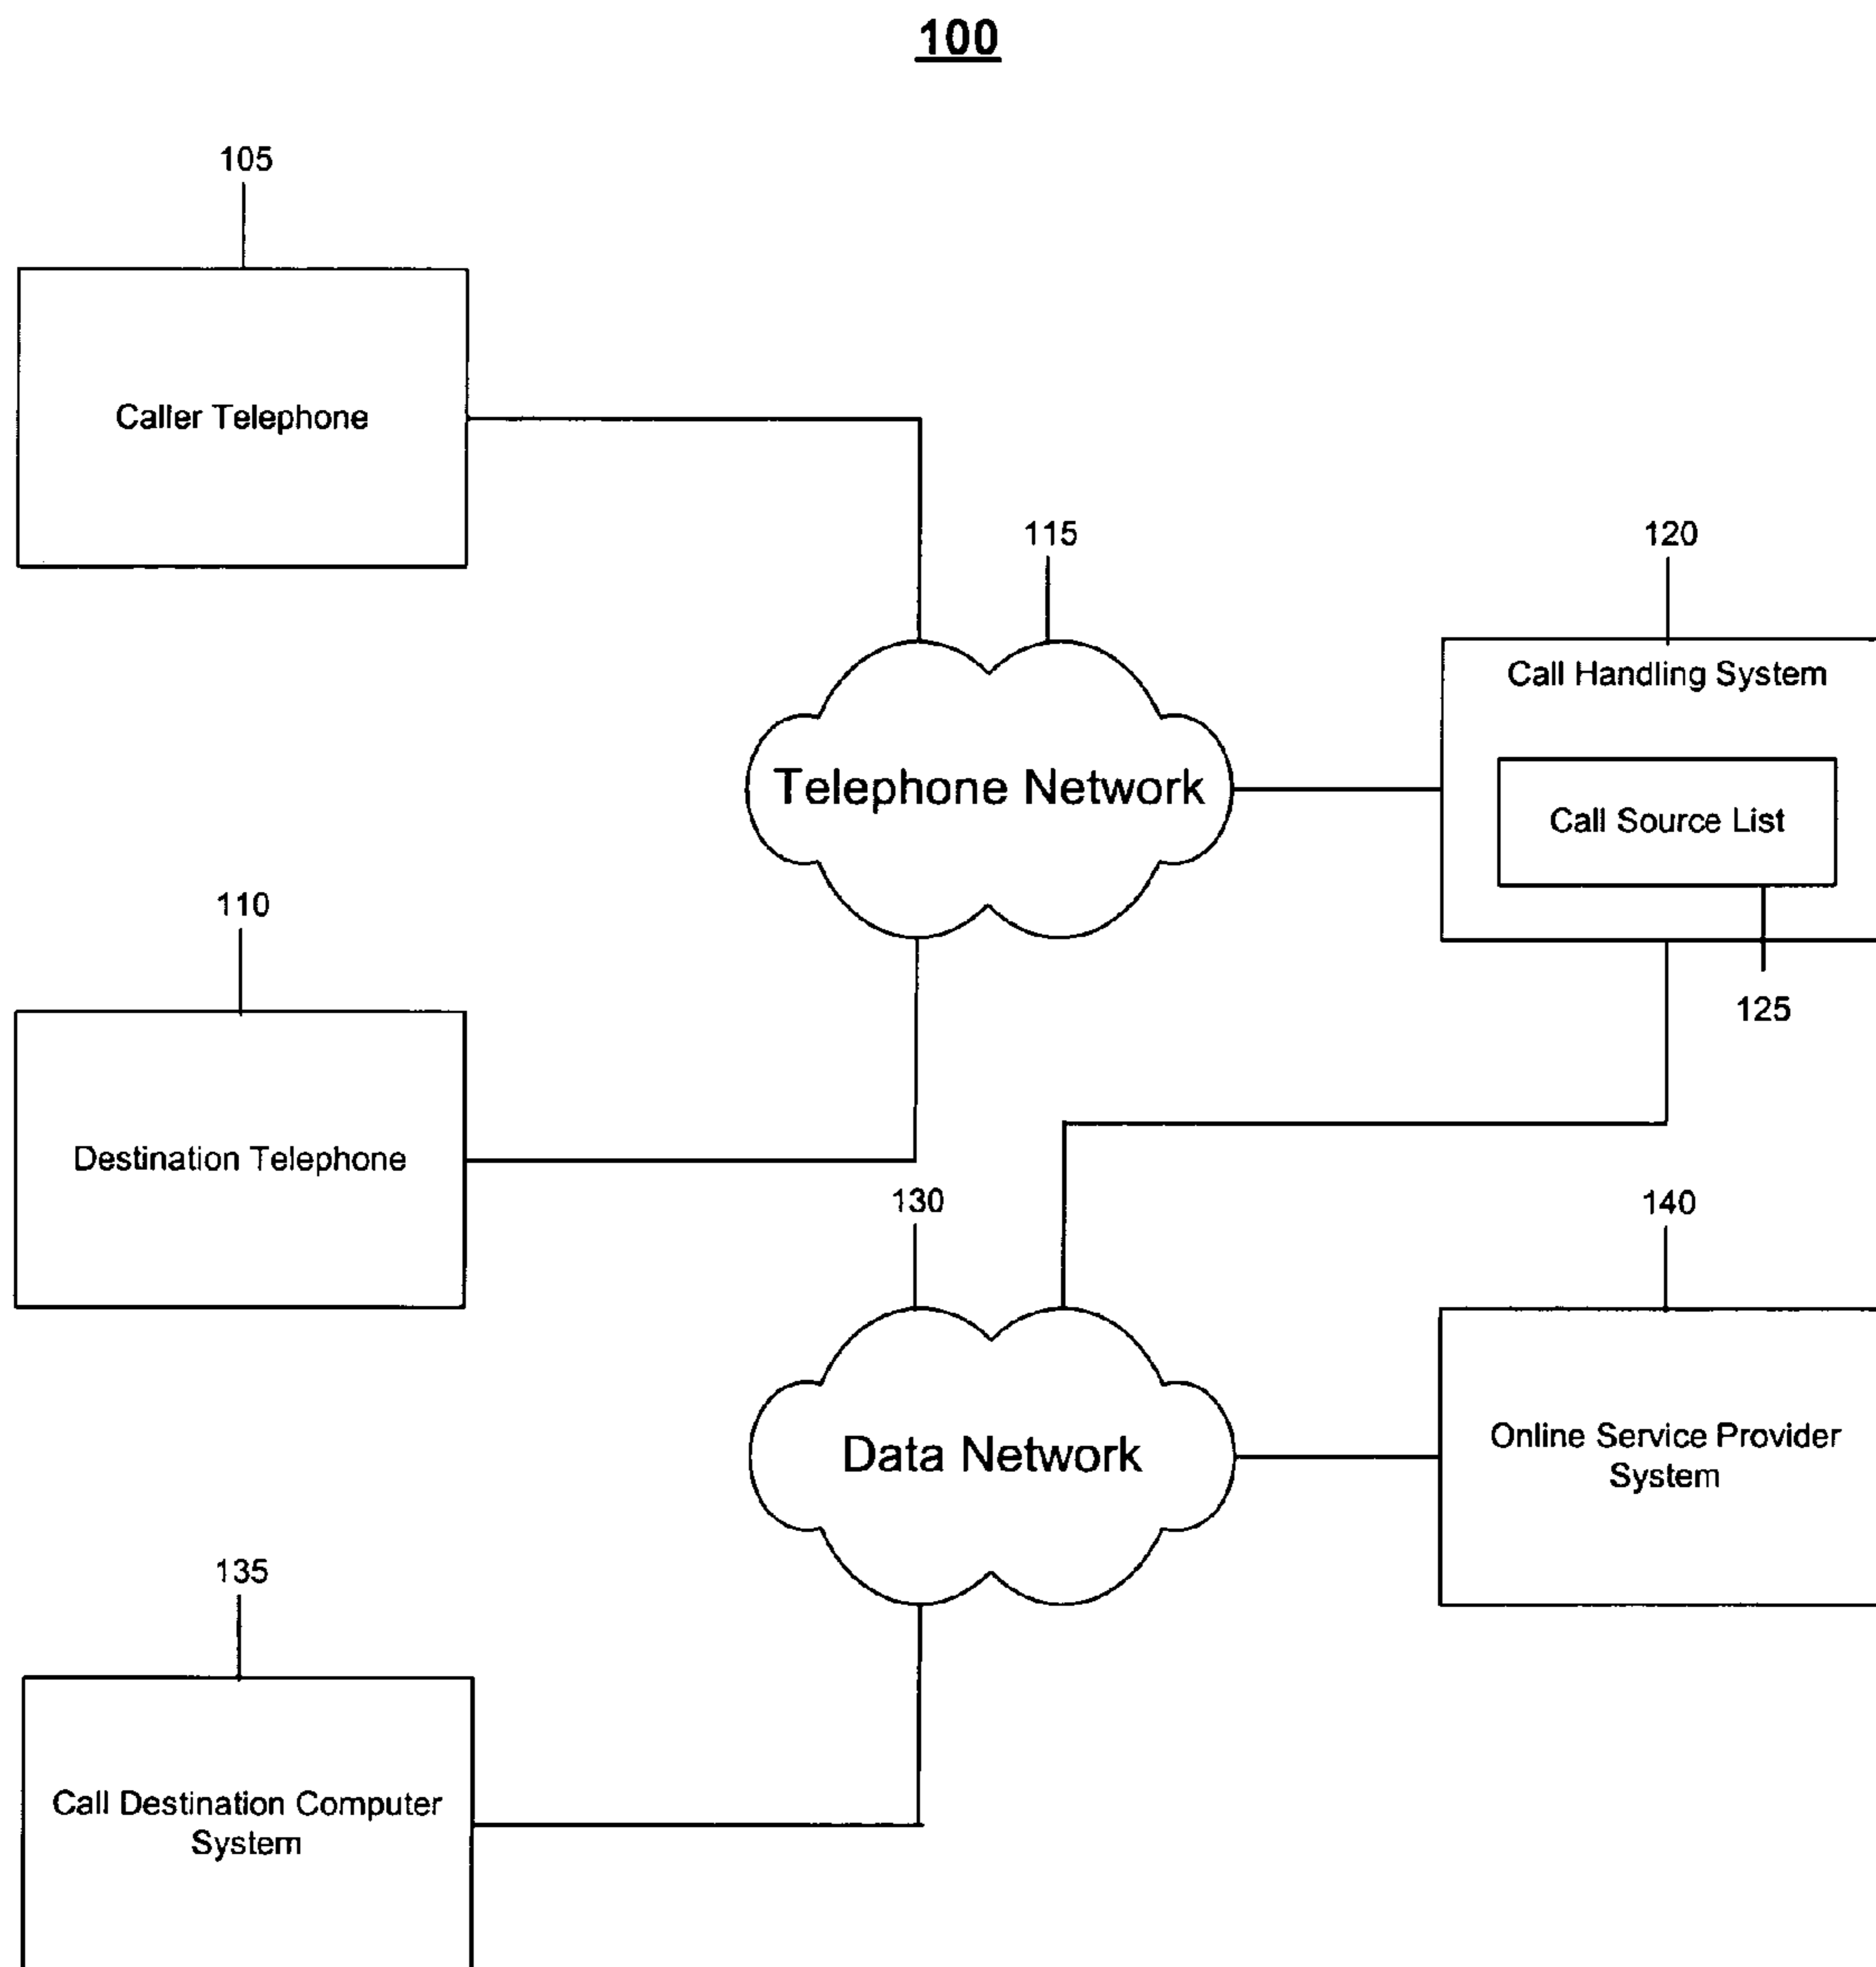 100
105
Caller Telephone
115
120
Call Handling System
Telephone Network
Call Source List
110
125
Destination Telephone
130
140
Data Network
Online Service Provider
System
135
Call Destination Computer
System